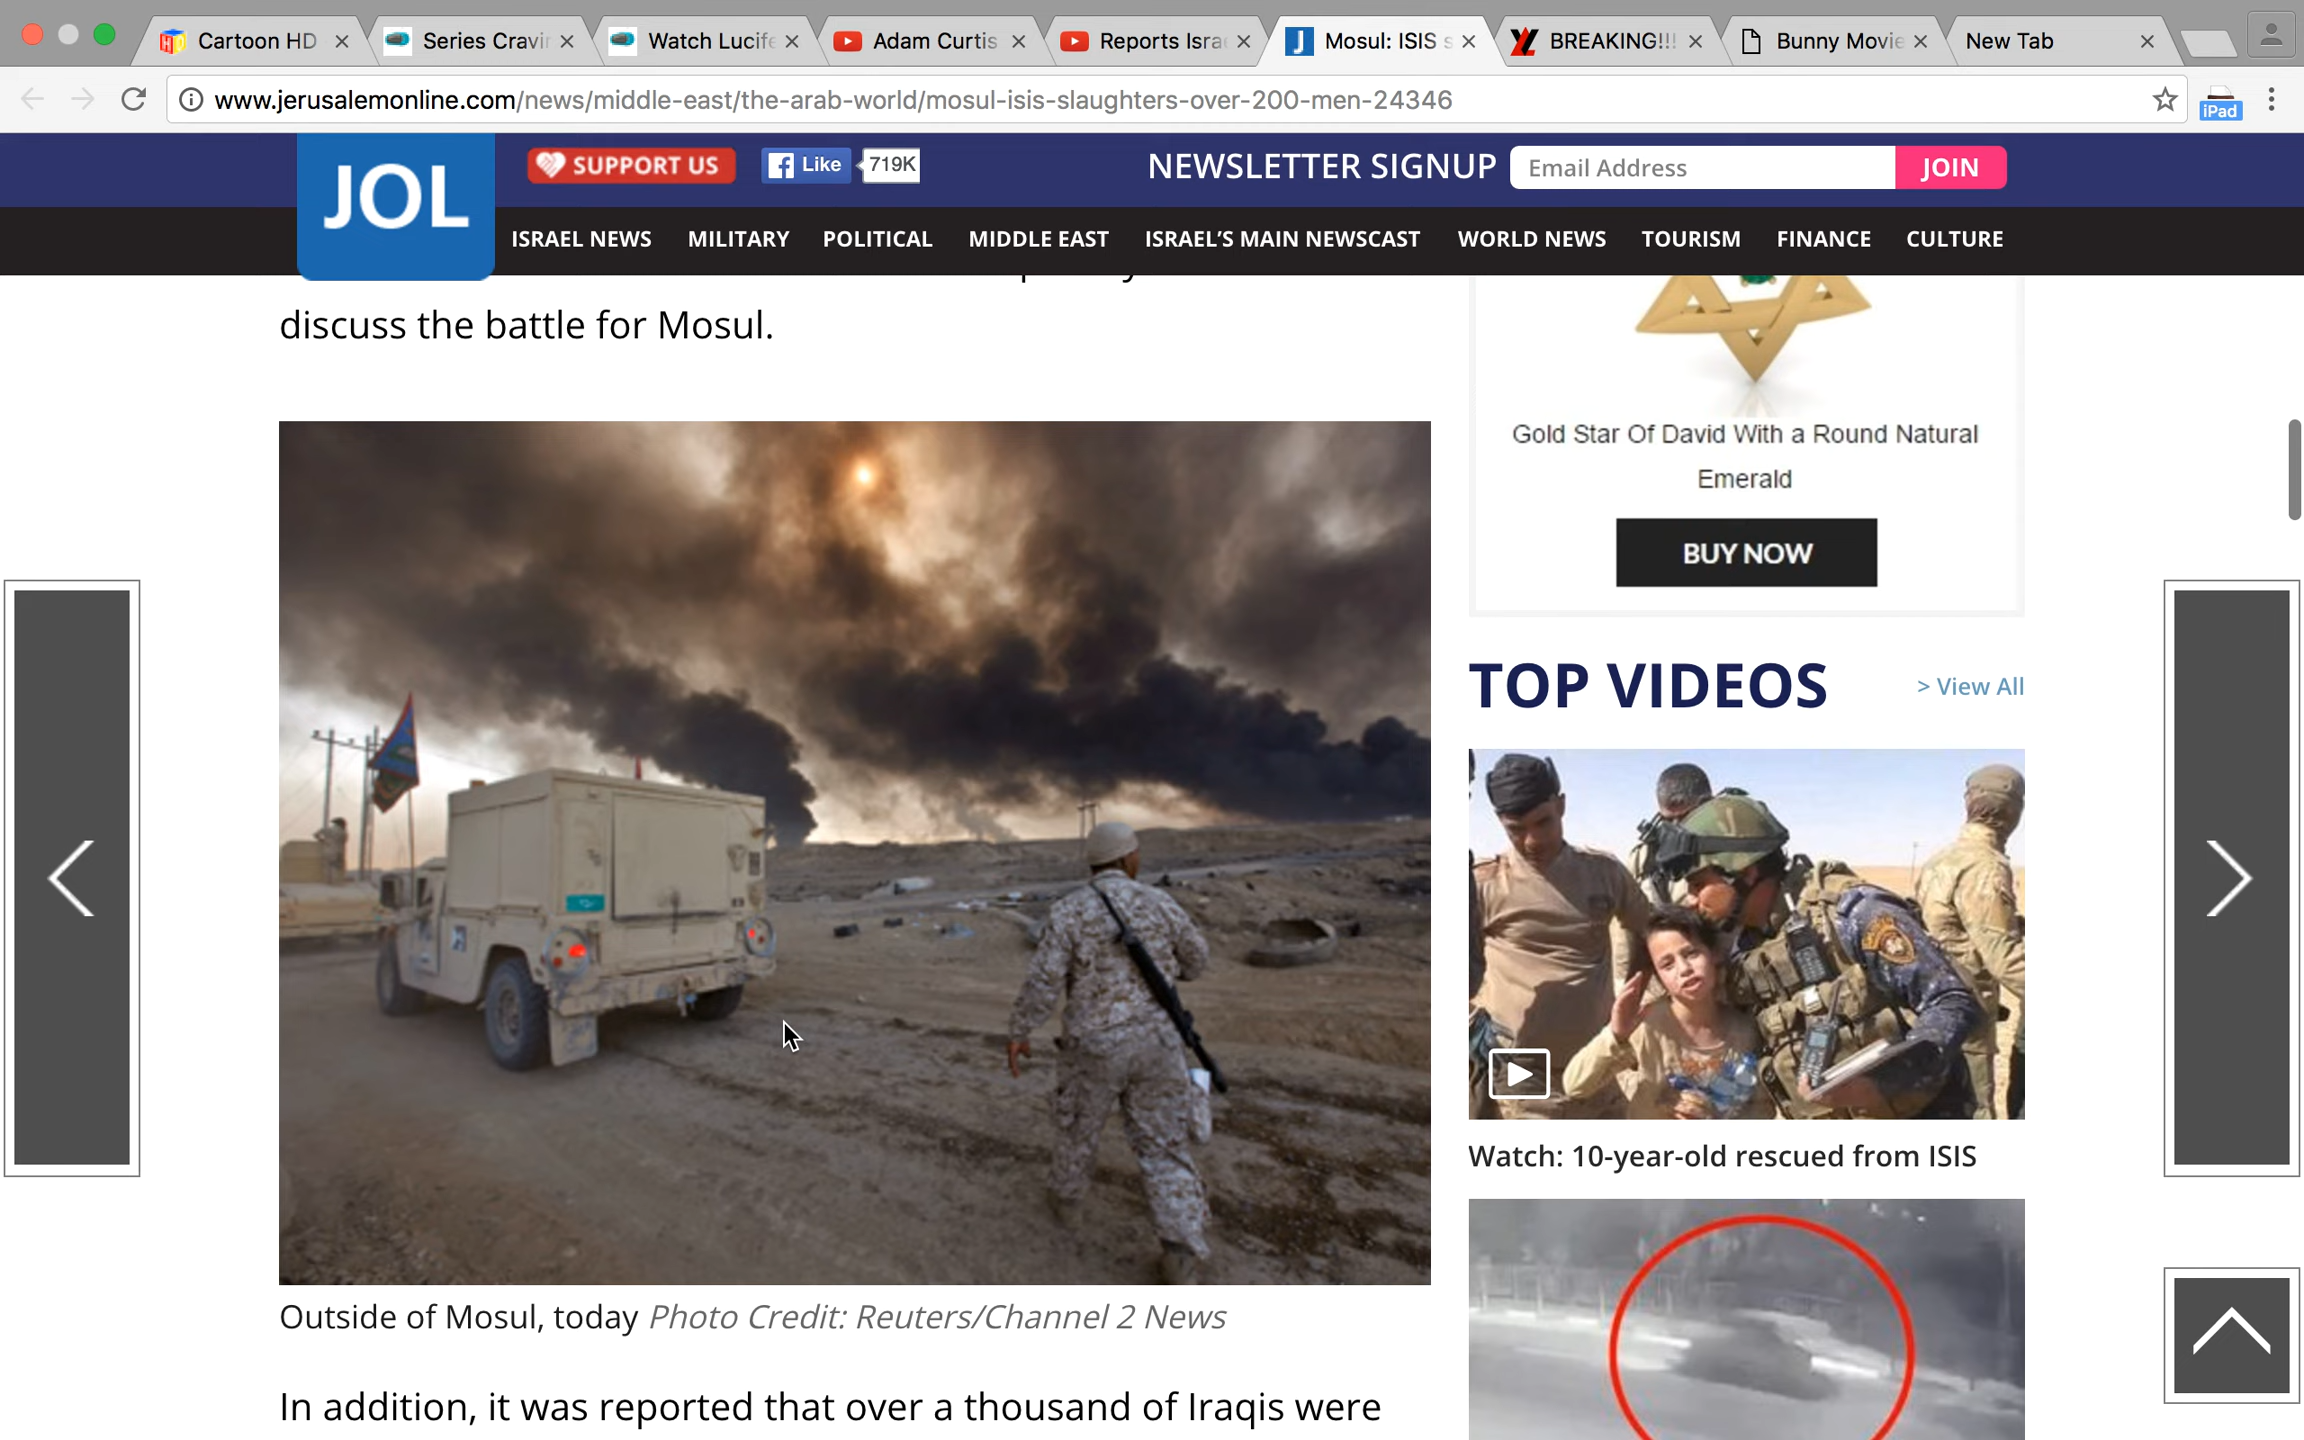 Cartoon HD
Series Cravin
Watch Lucife
Adam Curtis
Reports Isra
Mosul: ISIS s
BREAKING!!!
Bunny Movie
New Tab
www.jerusalemonline.com/news/middle-east/the-arab-world/mosul-isis-slaughters-over-200-men-24346
iPad
JOL
SUPPORT US
Like
719K
NEWSLETTER SIGNUP
Email Address
JOIN
ISRAEL NEWS
MILITARY
POLITICAL
MIDDLE EAST
ISRAEL'S MAIN NEWSCAST
WORLD NEWS
TOURISM
FINANCE
CULTURE
discuss the battle for Mosul.
Outside of Mosul, today Photo Credit: Reuters/Channel 2 News
In addition, it was reported that over a thousand of Iraqis were
Gold Star Of David With a Round Natural
Emerald
BUY NOW
TOP VIDEOS
> View All
Watch: 10-year-old rescued from ISIS